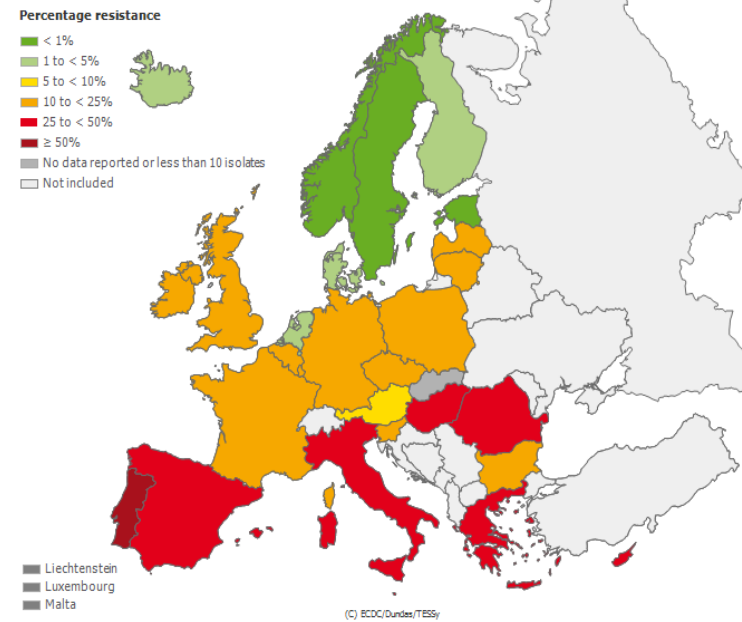 Percentage resistance
< 1%
1 to < 5%
5 to < 10%
10 to < 25%
25 to < 50%
≥ 50%
No data reported or less than 10 isolates
Not included
Liechtenstein
Luxembourg
Malta
(C) ECDC/Dundas/TESSy